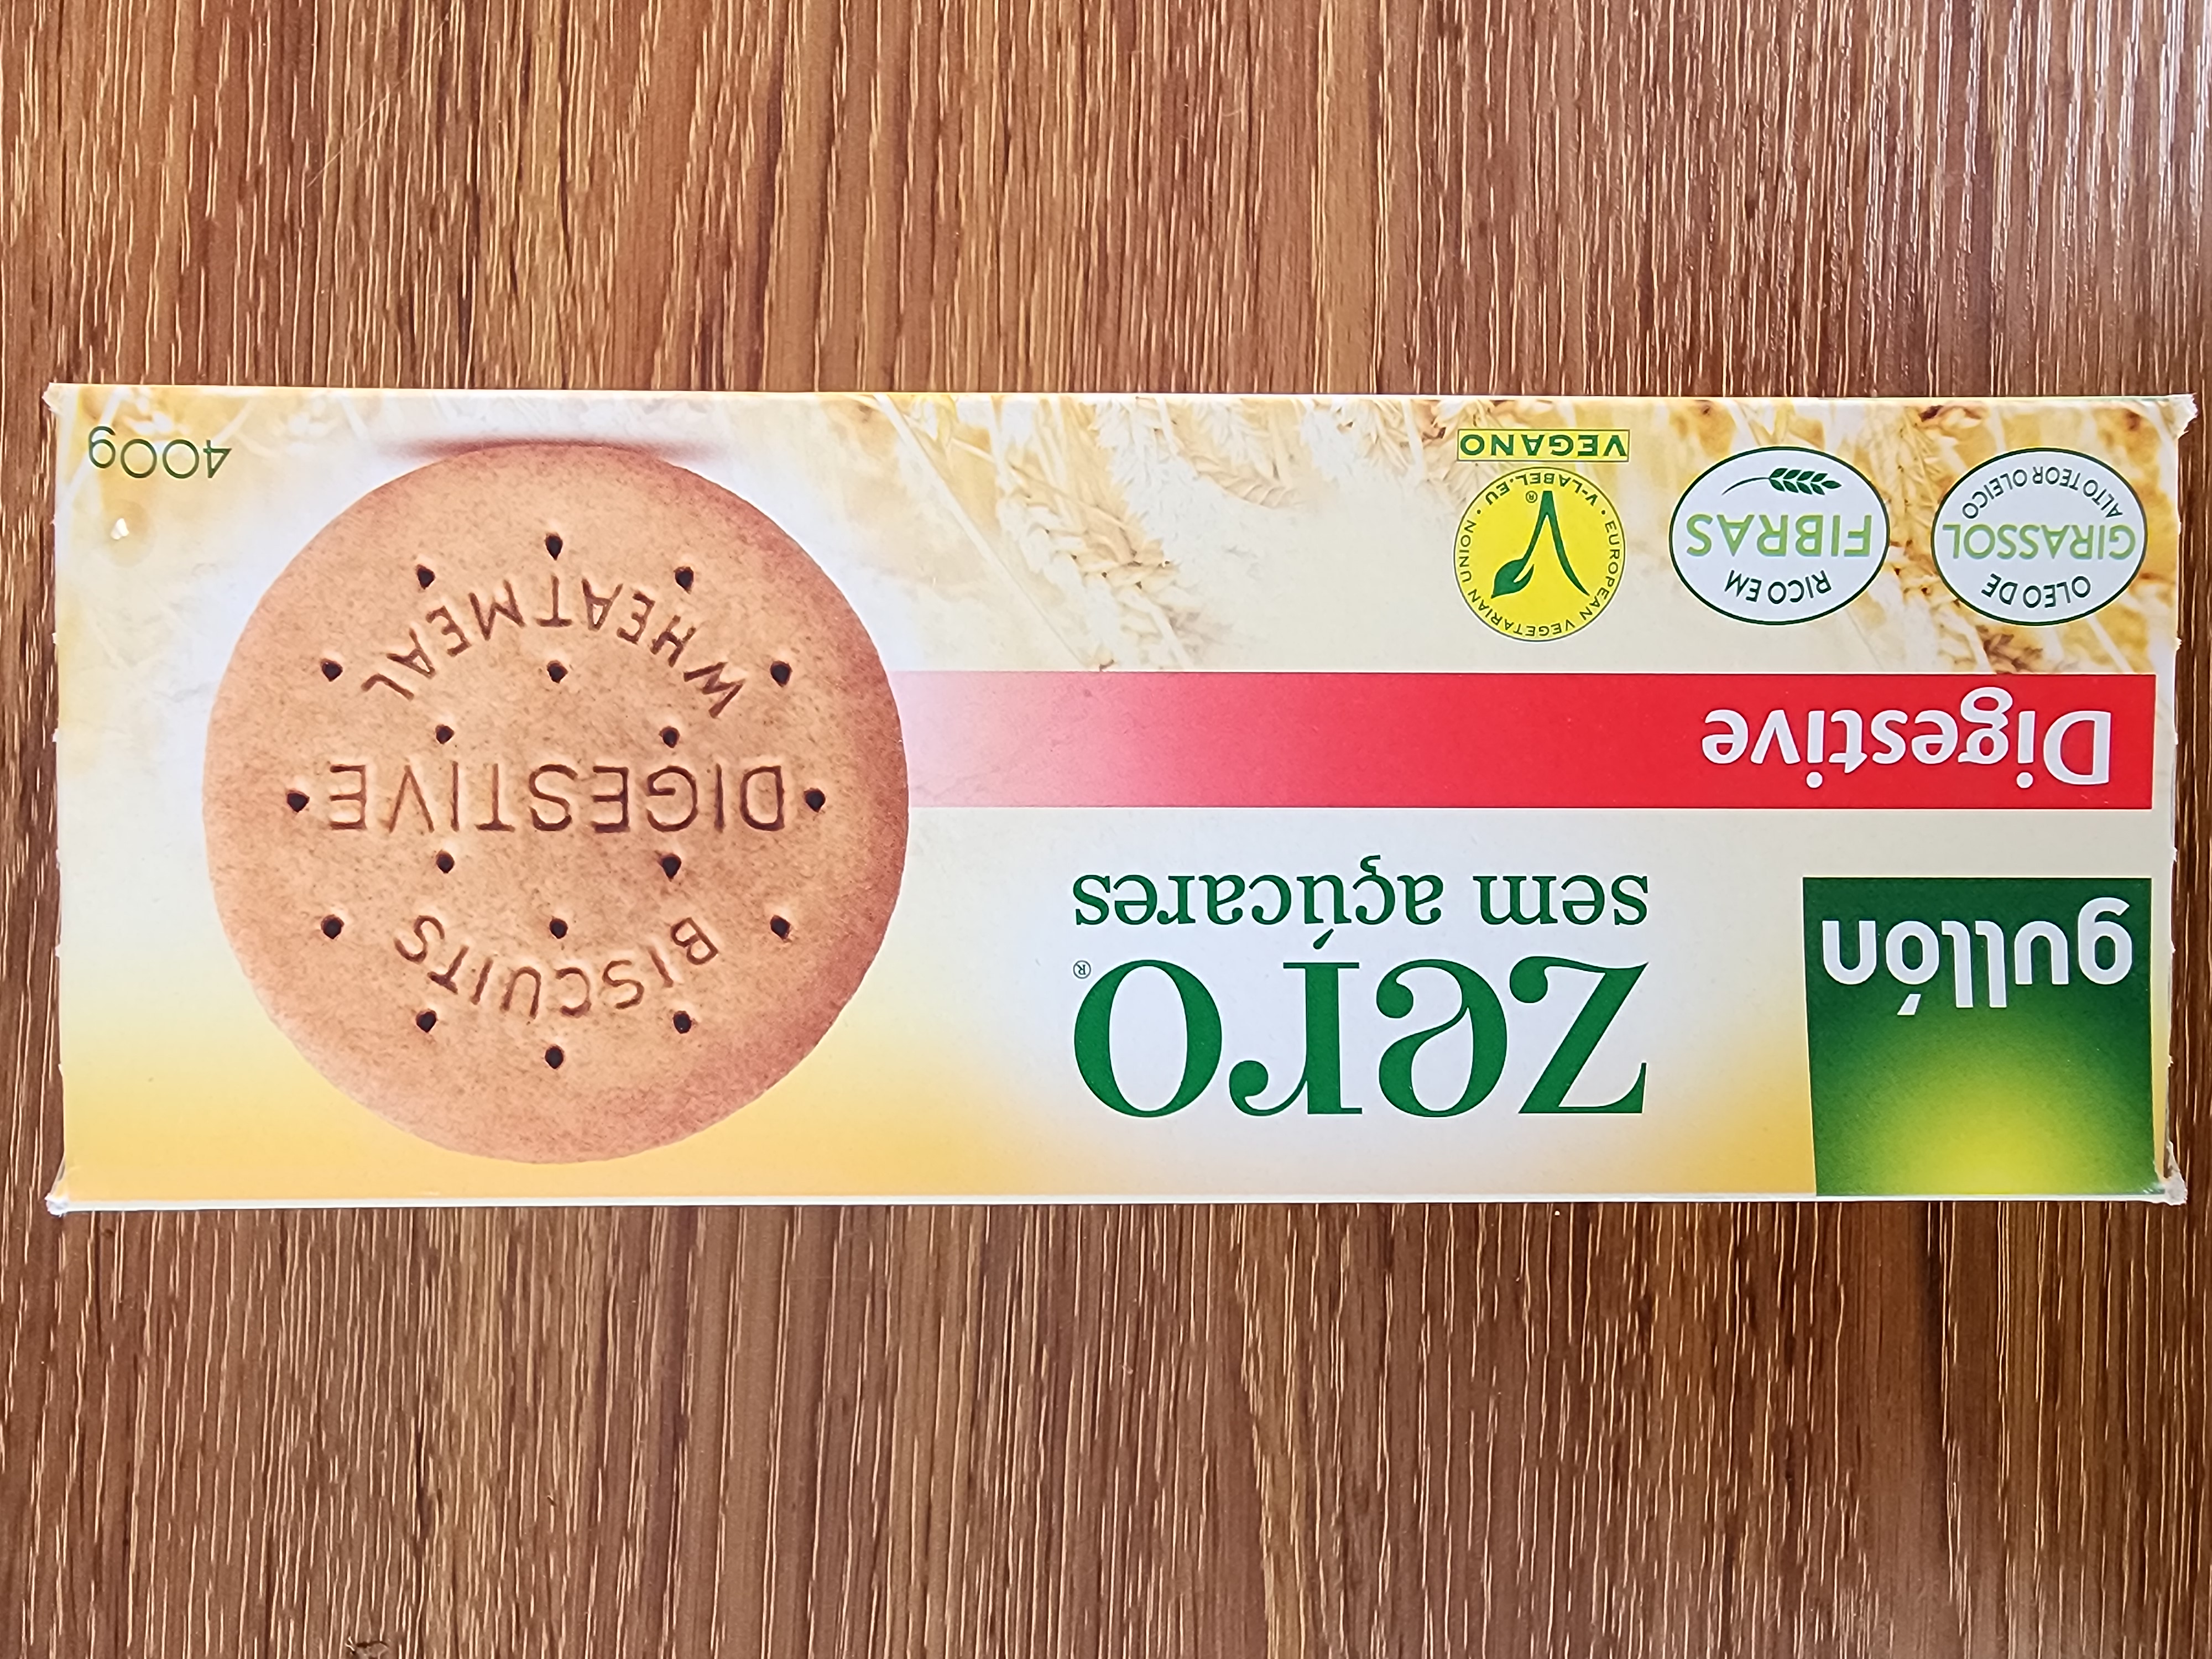 gullón
zero®
sem açúcares
Digestive
OLEO DE
GIRASSOL
ALTO TEOR OLEICO
RICO EM
FIBRAS
EUROPEAN VEGETARIAN UNION • V-LABEL.EU •
®
VEGANO
BISCUITS
DIGESTIVE
WHEATMEAL
400g